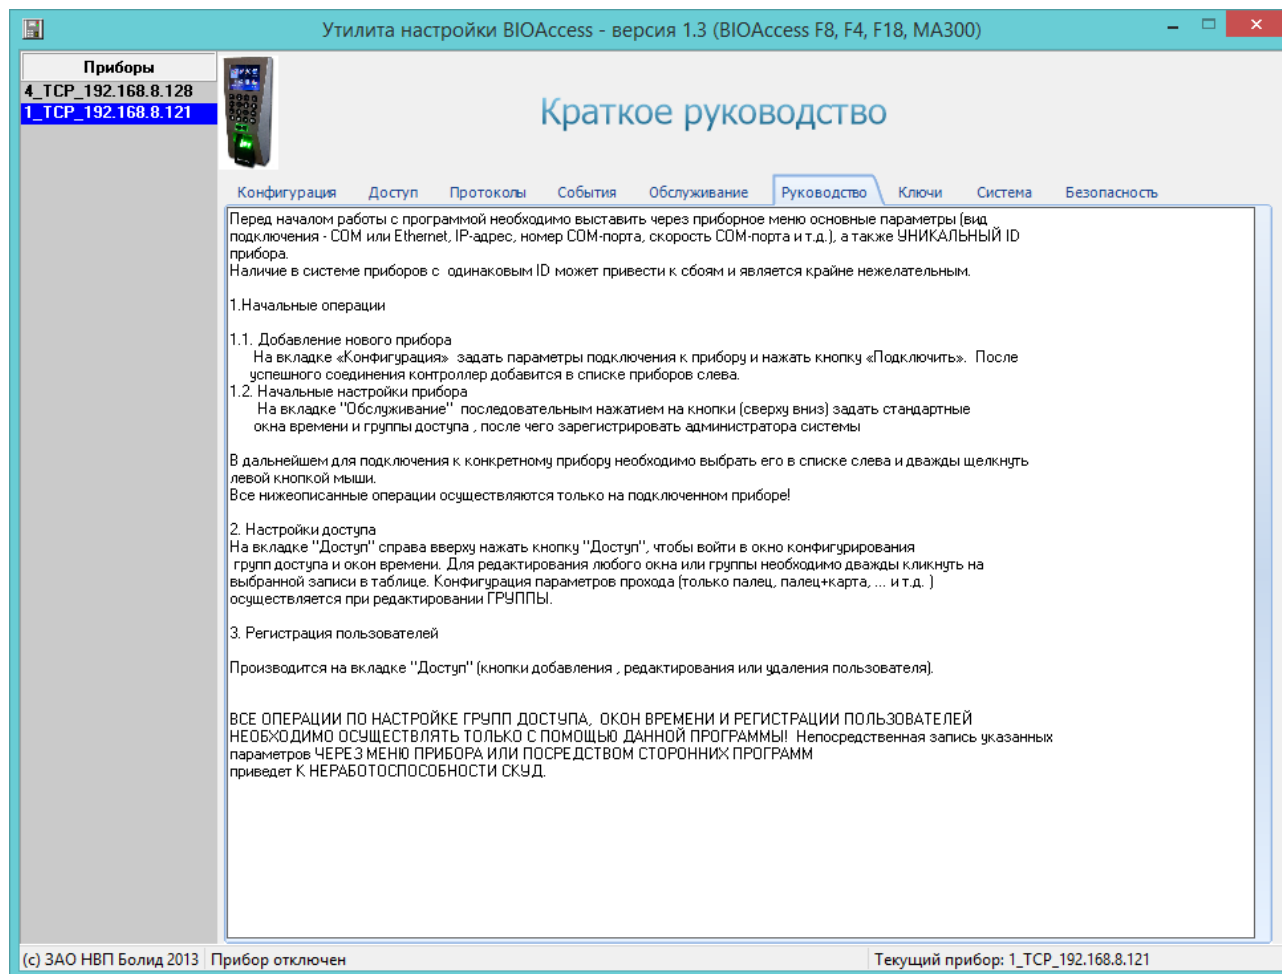 Утилита настройки BIOAccess - версия 1.3 (BIOAccess F8, F4, F18, MA300)
Приборы
4_TCP_192.168.8.128
1_TCP_192.168.8.121
Краткое руководство
Конфигурация Доступ Протоколы События Обслуживание Руководство Ключи Система Безопасность
Перед началом работы с программой необходимо выставить через приборное меню основные параметры (вид
подключения - COM или Ethernet, IP-адрес, номер COM-порта, скорость COM-порта и т.д.), а также УНИКАЛЬНЫЙ ID
прибора.
Наличие в системе приборов с одинаковым ID может привести к сбоям и является крайне нежелательным.
1.Начальные операции
1.1. Добавление нового прибора
На вкладке «Конфигурация» задать параметры подключения к прибору и нажать кнопку «Подключить». После
успешного соединения контроллер добавится в списке приборов слева.
1.2. Начальные настройки прибора
На вкладке "Обслуживание" последовательным нажатием на кнопки (сверху вниз) задать стандартные
окна времени и группы доступа , после чего зарегистрировать администратора системы
В дальнейшем для подключения к конкретному прибору необходимо выбрать его в списке слева и дважды щелкнуть
левой кнопкой мыши.
Все нижеописанные операции осуществляются только на подключенном приборе!
2. Настройки доступа
На вкладке "Доступ" справа вверху нажать кнопку "Доступ", чтобы войти в окно конфигурирования
групп доступа и окон времени. Для редактирования любого окна или группы необходимо дважды кликнуть на
выбранной записи в таблице. Конфигурация параметров прохода (только палец, палец+карта, ... и т.д. )
осуществляется при редактировании ГРУППЫ.
3. Регистрация пользователей
Производится на вкладке "Доступ" (кнопки добавления , редактирования или удаления пользователя).
ВСЕ ОПЕРАЦИИ ПО НАСТРОЙКЕ ГРУПП ДОСТУПА, ОКОН ВРЕМЕНИ И РЕГИСТРАЦИИ ПОЛЬЗОВАТЕЛЕЙ
НЕОБХОДИМО ОСУЩЕСТВЛЯТЬ ТОЛЬКО С ПОМОЩЬЮ ДАННОЙ ПРОГРАММЫ! Непосредственная запись указанных
параметров ЧЕРЕЗ МЕНЮ ПРИБОРА ИЛИ ПОСРЕДСТВОМ СТОРОННИХ ПРОГРАММ
приведет К НЕРАБОТОСПОСОБНОСТИ СКУД.
(с) ЗАО НВП Болид 2013 Прибор отключен Текущий прибор: 1_TCP_192.168.8.121